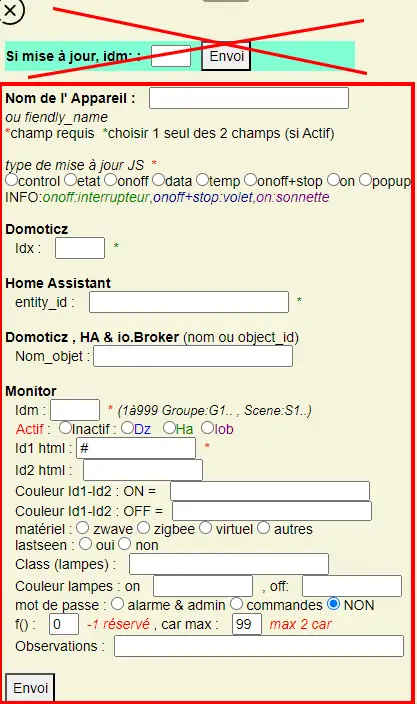 Si mise à jour, idm: : Envoi
Nom de l' Appareil :
ou fiendly_name
*champ requis *choisir 1 seul des 2 champs (si Actif)
type de mise à jour JS *
control etat onoff data temp onoff+stop on popup
INFO:onoff:interrupteur,onoff+stop:volet,on:sonnette
Domoticz
Idx : *
Home Assistant
entity_id : *
Domoticz , HA & io.Broker (nom ou object_id)
Nom_objet :
Monitor
Idm : * (1à999 Groupe:G1.. , Scene:S1..)
Actif : Inactif : Dz Ha Iob
Id1 html : # *
Id2 html :
Couleur Id1-Id2 : ON =
Couleur Id1-Id2 : OFF =
matériel : zwave zigbee virtuel autres
lastseen : oui non
Class (lampes) :
Couleur lampes : on , off:
mot de passe : alarme & admin commandes NON
f() : 0 -1 réservé , car max : 99 max 2 car
Observations :
Envoi